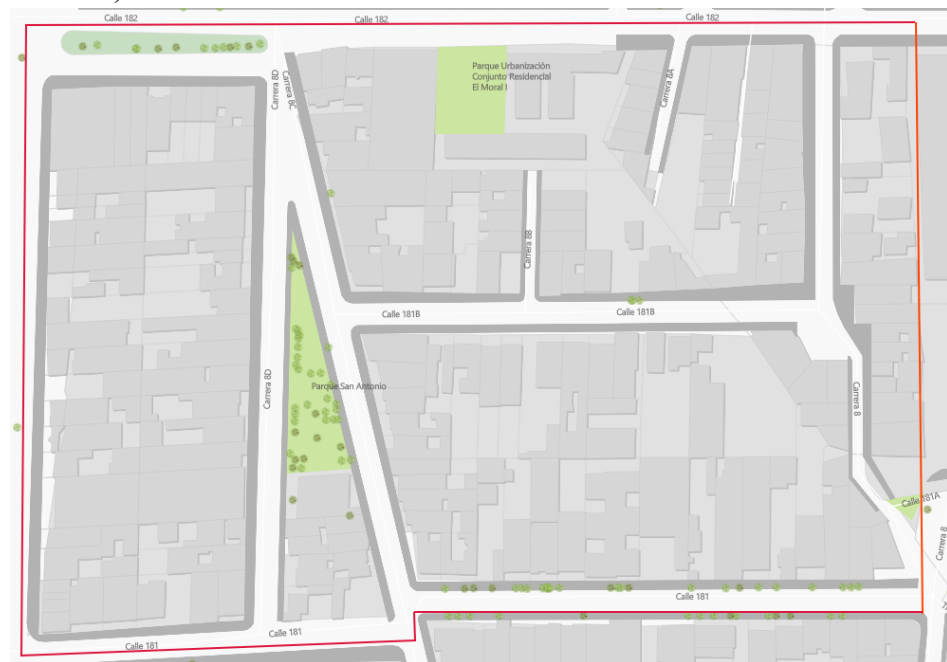 Calle 182
Calle 182
Calle 182
Parque Urbanización
Conjunto Residencial
El Moral I
Carrera 8D
Carrera 8C
Carrera 8A
Carrera 8B
Calle 181B
Calle 181B
Parque San Antonio
Carrera 8D
Carrera 8
Calle 181A
Carrera 8
Calle 181
Calle 181
Calle 181